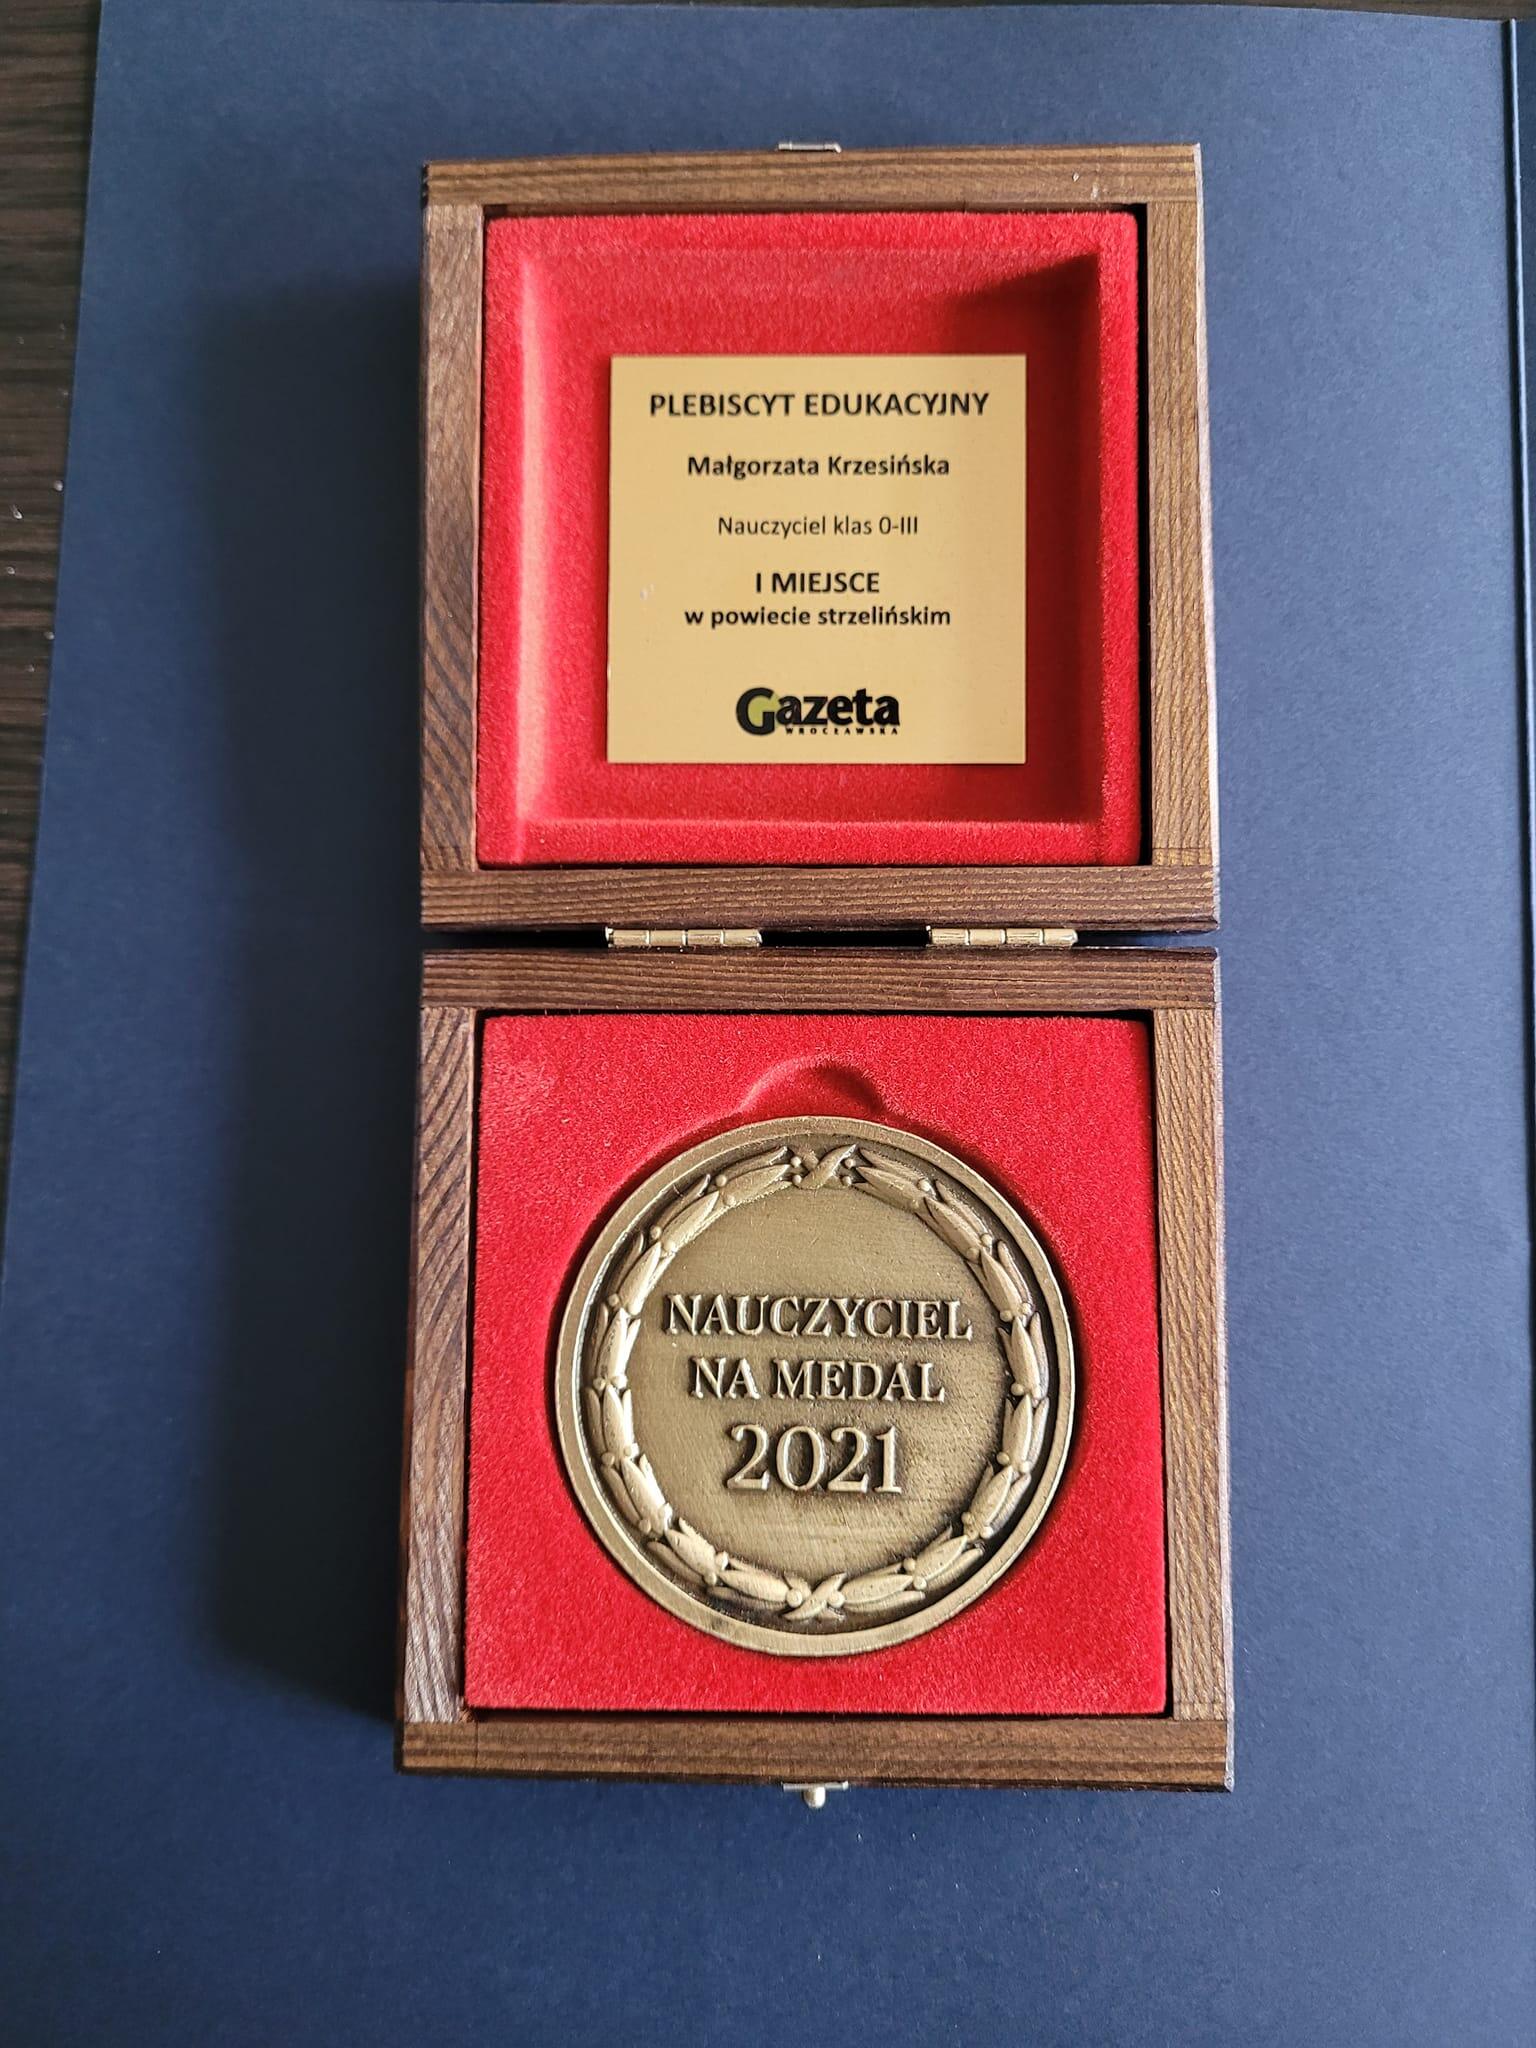 PLEBISCYT EDUKACYJNY
Małgorzata Krzesińska
Nauczyciel klas 0-III
I MIEJSCE
w powiecie strzelińskim
Gazeta
WROCŁAWSKA
NAUCZYCIEL
NA MEDAL
2021